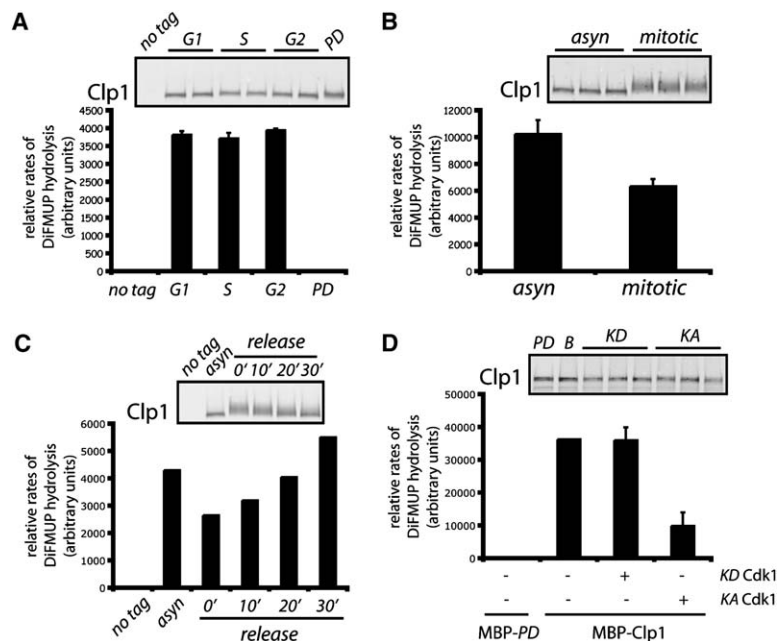 A
no tag G1 S G2 PD
Clp1
relative rates of
DiFMUP hydrolysis
(arbitrary units)
4000
3500
3000
2500
2000
1500
1000
500
0
no tag G1 S G2 PD
B
asyn mitotic
Clp1
relative rates of
DiFMUP hydrolysis
(arbitrary units)
12000
10000
8000
6000
4000
2000
0
asyn mitotic
C
no tag asyn release
0' 10' 20' 30'
Clp1
relative rates of
DiFMUP hydrolysis
(arbitrary units)
6000
5000
4000
3000
2000
1000
0
no tag asyn 0' 10' 20' 30'
release
D
PD B KD KA
Clp1
relative rates of
DiFMUP hydrolysis
(arbitrary units)
50000
40000
30000
20000
10000
0
- - + - KD Cdk1
- - - + KA Cdk1
MBP-PD MBP-Clp1